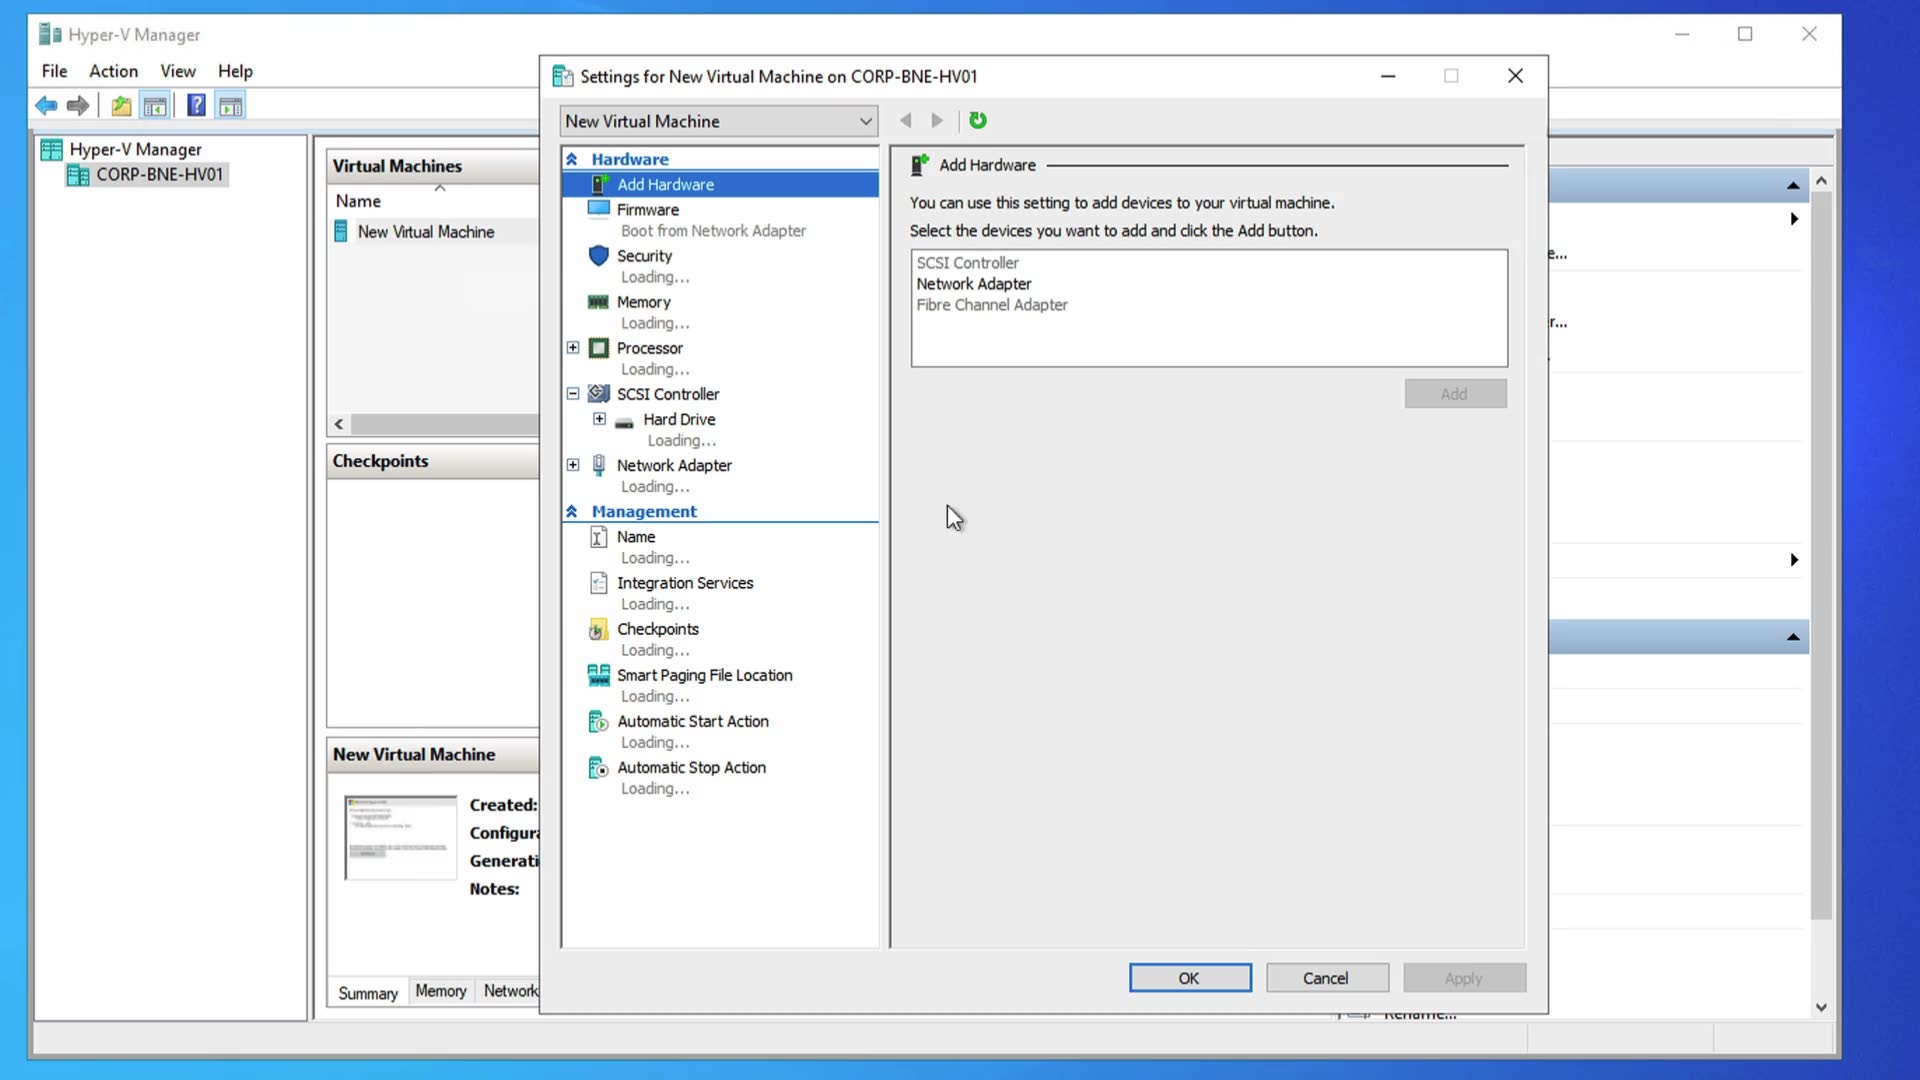 Hyper-V Manager
File Action View Help
Hyper-V Manager
CORP-BNE-HV01
Virtual Machines
Name
New Virtual Machine
Checkpoints
New Virtual Machine
Created:
Notes:
Summary Memory
Settings for New Virtual Machine on CORP-BNE-HV01
New Virtual Machine
Hardware
Add Hardware
Firmware
Boot from Network Adapter
Security
Loading...
Memory
Loading...
Processor
Loading...
SCSI Controller
Hard Drive
Loading...
Network Adapter
Loading...
Management
Name
Loading...
Integration Services
Loading...
Checkpoints
Loading...
Smart Paging File Location
Loading...
Automatic Start Action
Loading...
Automatic Stop Action
Loading...
Add Hardware
You can use this setting to add devices to your virtual machine.
Select the devices you want to add and click the Add button.
SCSI Controller
Network Adapter
Fibre Channel Adapter
Add
OK Cancel Apply
e...
r...
Rename...